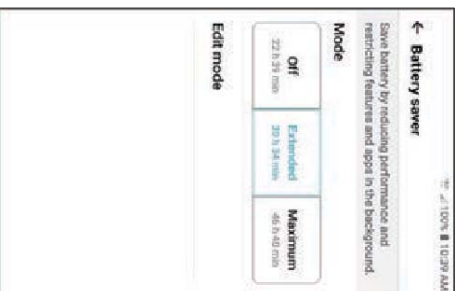 100% 10:39 AM
← Battery saver
Save battery by reducing performance and
restricting features and apps in the background.
Mode
Off Extended Maximum
22 h 39 min 30 h 34 min 46 h 40 min
Edit mode